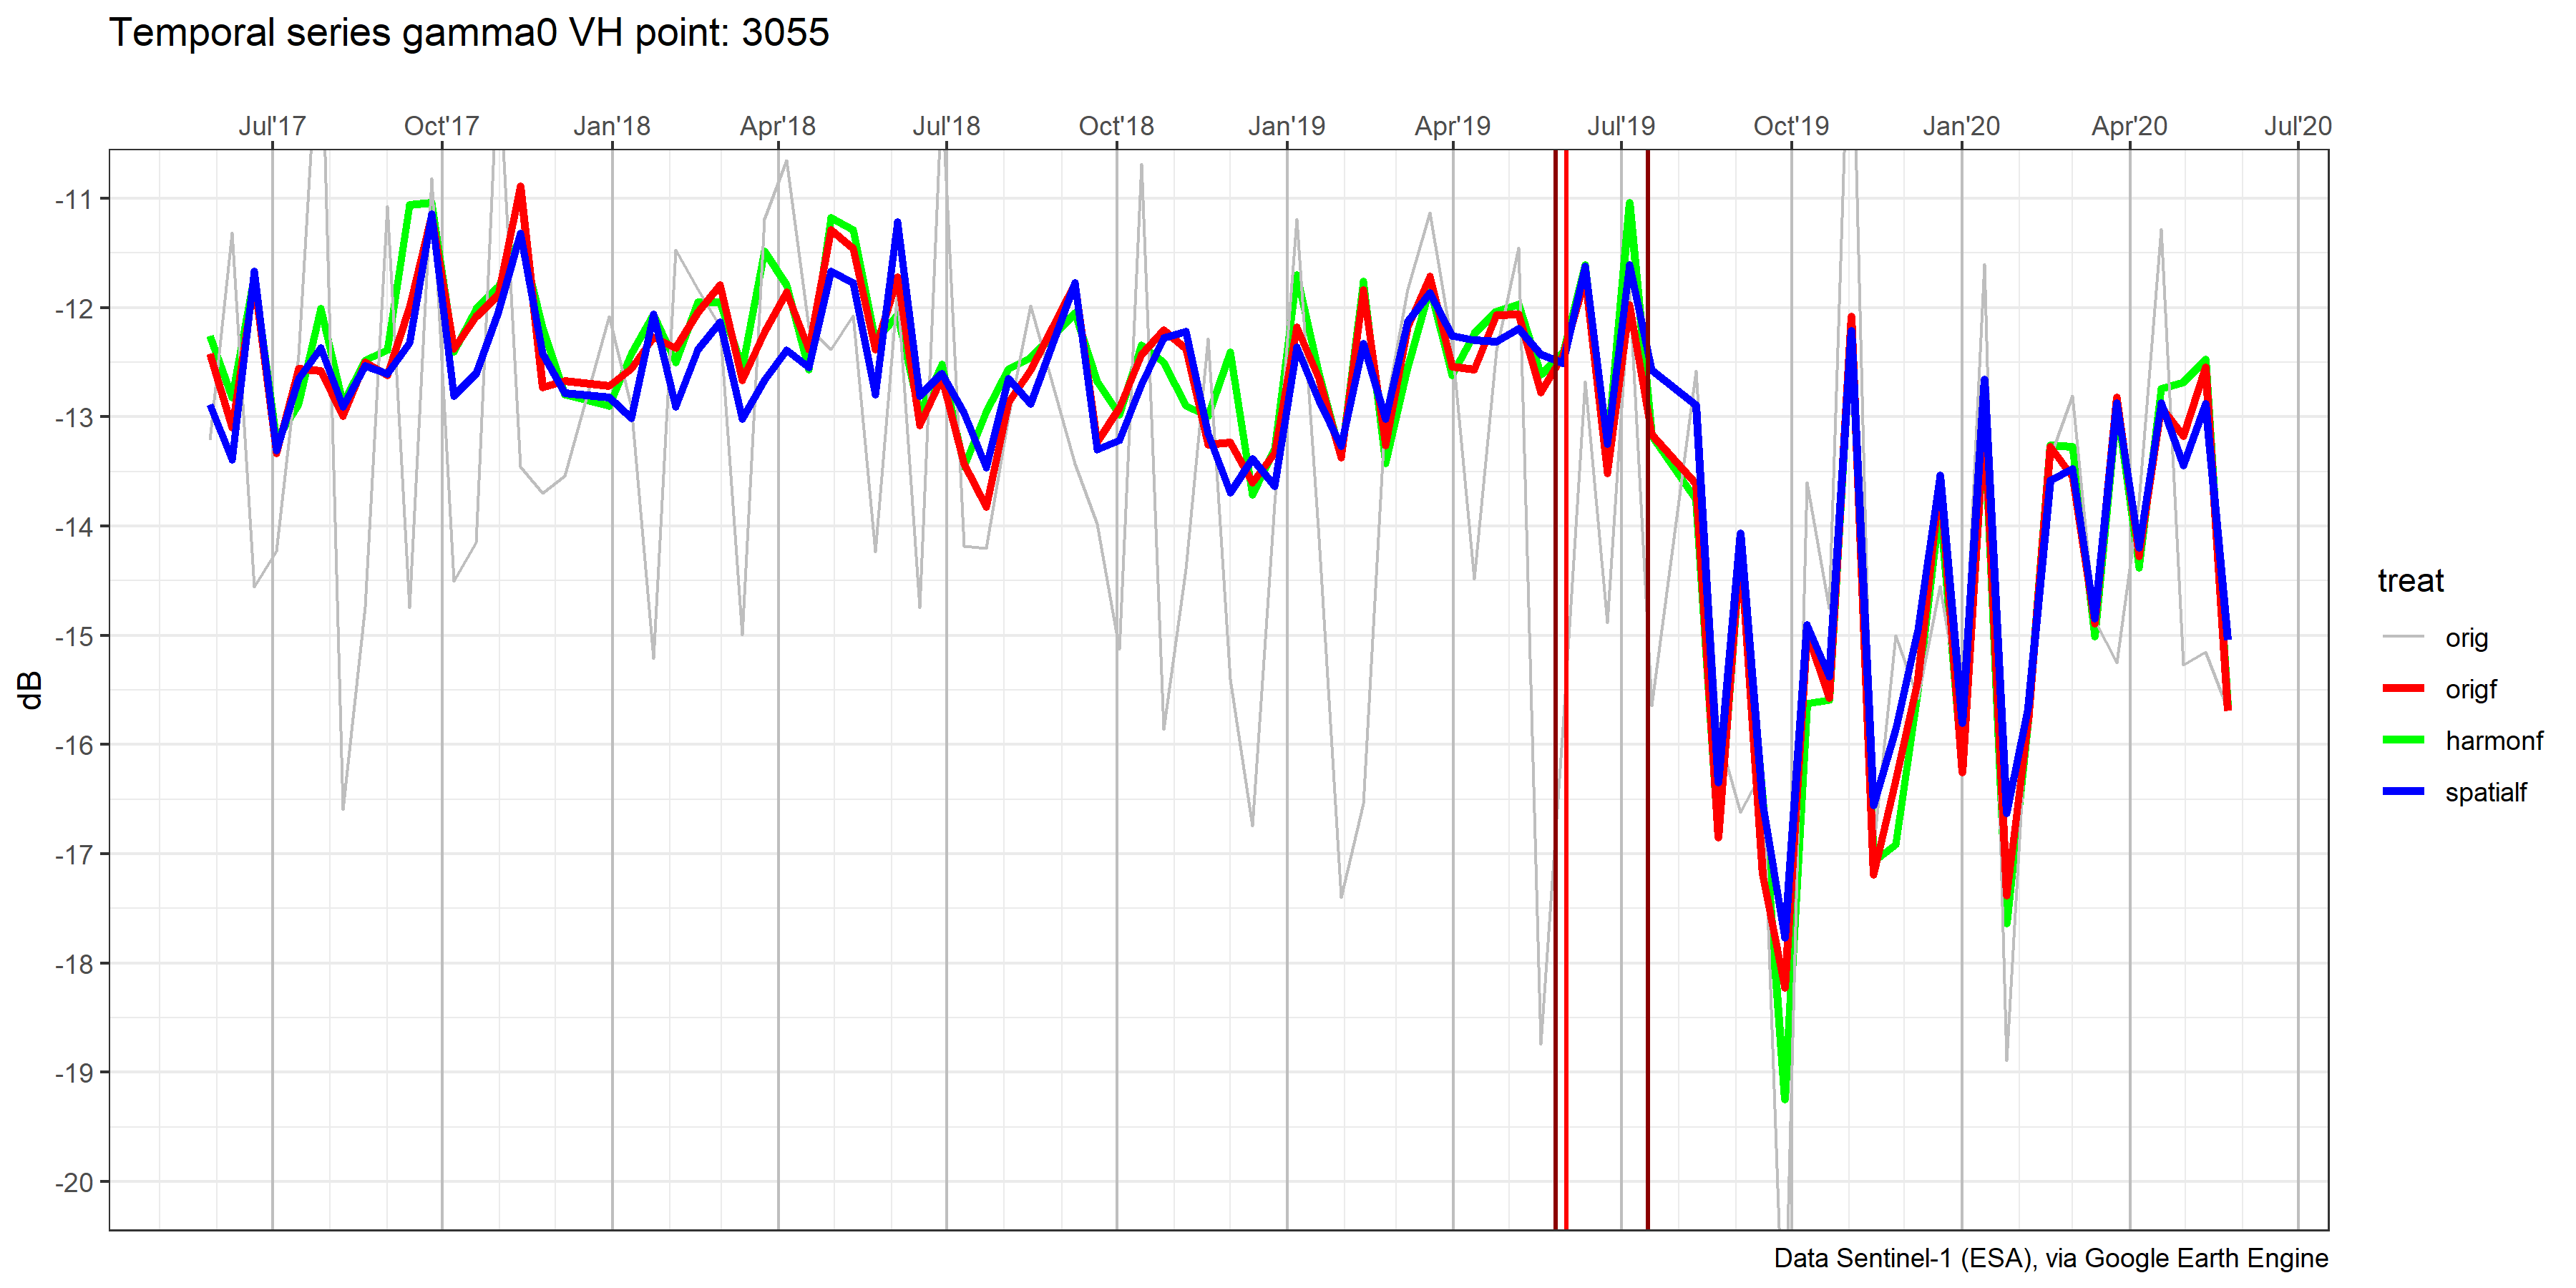 Temporal series gamma0 VH point: 3055
Jul'17 Oct'17 Jan'18 Apr'18 Jul'18 Oct'18 Jan'19 Apr'19 Jul'19 Oct'19 Jan'20 Apr'20 Jul'20
-11
-12
-13
-14
-15
-16
-17
-18
-19
-20
dB
treat
orig
origf
harmonf
spatialf
Data Sentinel-1 (ESA), via Google Earth Engine